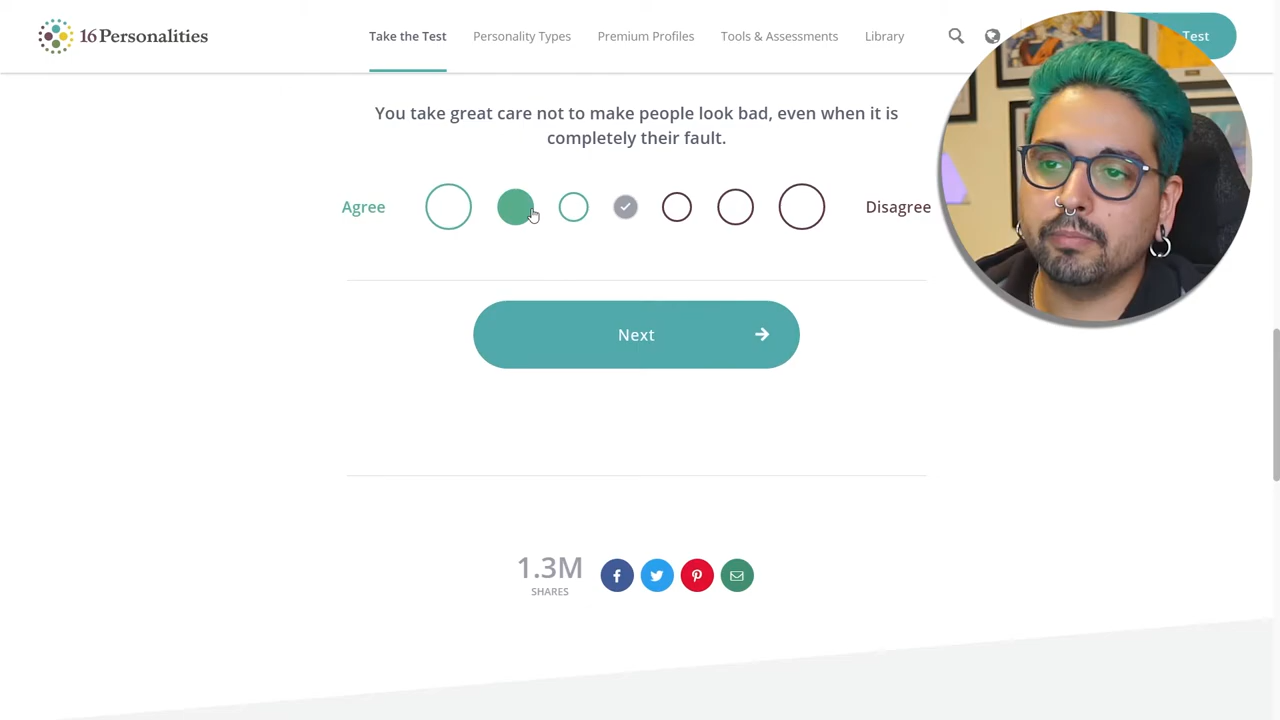 16Personalities
Take the Test
Personality Types
Premium Profiles
Tools & Assessments
Library
Test
You take great care not to make people look bad, even when it is
completely their fault.
Agree
Disagree
Next
1.3M
SHARES